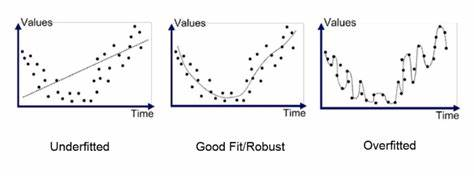 Values
Values
Values
Time
Time
Time
Underfitted
Good Fit/Robust
Overfitted